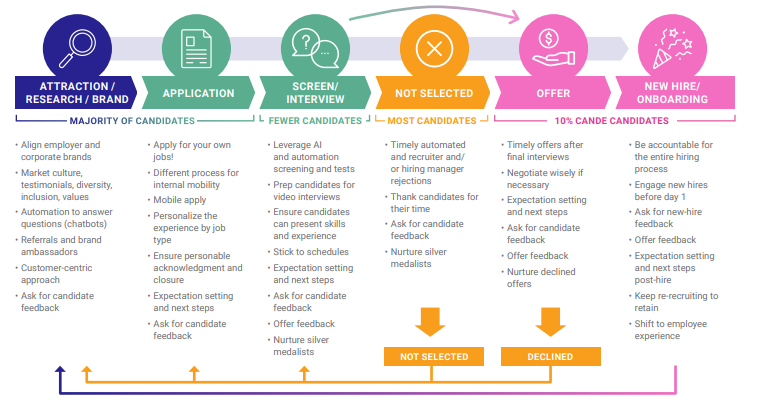 ATTRACTION /
RESEARCH / BRAND
APPLICATION
SCREEN/
INTERVIEW
NOT SELECTED
OFFER
NEW HIRE/
ONBOARDING
MAJORITY OF CANDIDATES
FEWER CANDIDATES
MOST CANDIDATES
10% CANDE CANDIDATES
• Align employer and
corporate brands
• Market culture,
testimonials, diversity,
inclusion, values
• Automation to answer
questions (chatbots)
• Referrals and brand
ambassadors
• Customer-centric
approach
• Ask for candidate
feedback
• Apply for your own
jobs!
• Different process for
internal mobility
• Mobile apply
• Personalize the
experience by job
type
• Ensure personable
acknowledgment and
closure
• Expectation setting
and next steps
• Ask for candidate
feedback
• Leverage AI
and automation
screening and tests
• Prep candidates for
video interviews
• Ensure candidates
can present skills
and experience
• Stick to schedules
• Expectation setting
and next steps
• Ask for candidate
feedback
• Offer feedback
• Nurture silver
medalists
• Timely automated
and recruiter and/
or hiring manager
rejections
• Thank candidates for
their time
• Ask for candidate
feedback
• Nurture silver
medalists
• Timely offers after
final interviews
• Negotiate wisely if
necessary
• Expectation setting
and next steps
• Ask for candidate
feedback
• Offer feedback
• Nurture declined
offers
• Be accountable for
the entire hiring
process
• Engage new hires
before day 1
• Ask for new-hire
feedback
• Offer feedback
• Expectation setting
and next steps
post-hire
• Keep re-recruiting to
retain
• Shift to employee
experience
NOT SELECTED
DECLINED